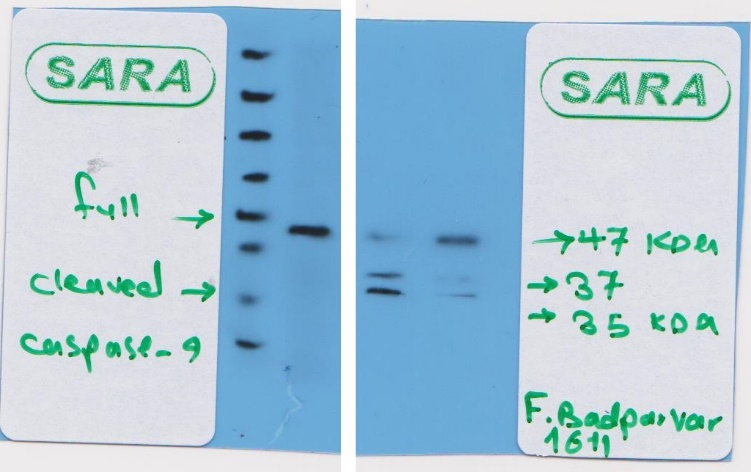 SARA
full →
cleaved →
caspase-9
SARA
→47 KDa
→ 37
→ 35 KDa
F. Badparvar
1611